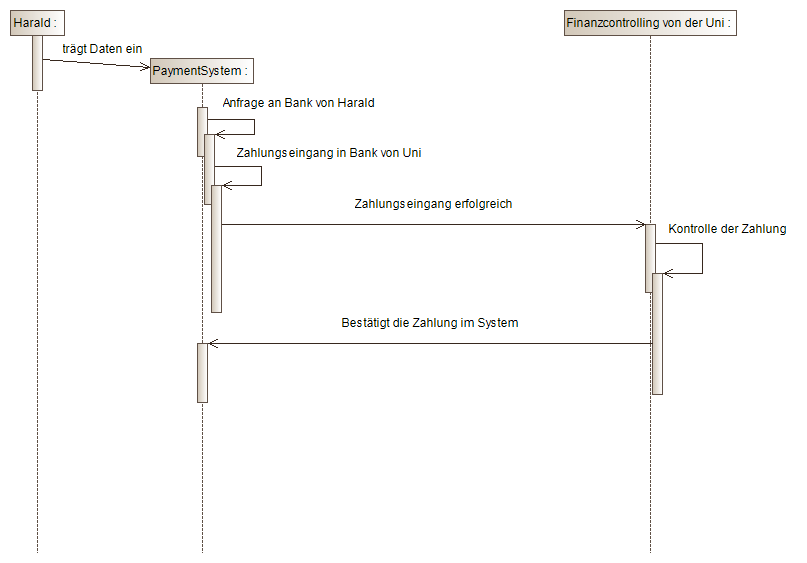 Harald :
Finanzcontrolling von der Uni :
trägt Daten ein
PaymentSystem :
Anfrage an Bank von Harald
Zahlungseingang in Bank von Uni
Zahlungseingang erfolgreich
Kontrolle der Zahlung
Bestätigt die Zahlung im System